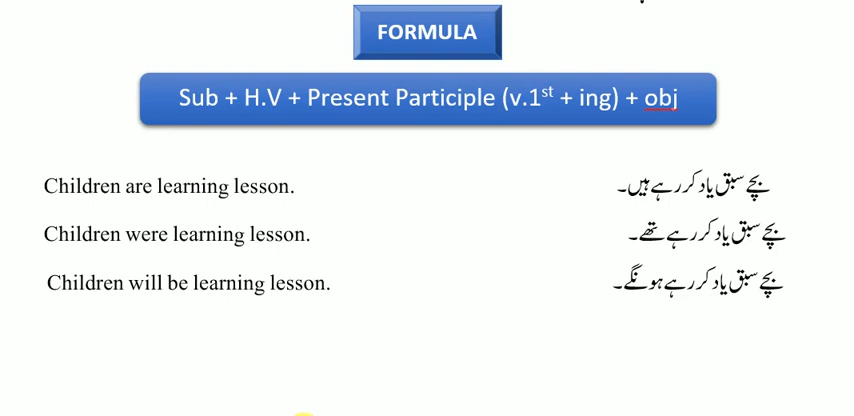 FORMULA
Sub + H.V + Present Participle (v.1st + ing) + obj
Children are learning lesson. بچے سبق یاد کر رہے ہیں۔
Children were learning lesson. بچے سبق یاد کر رہے تھے۔
Children will be learning lesson. بچے سبق یاد کر رہے ہونگے۔